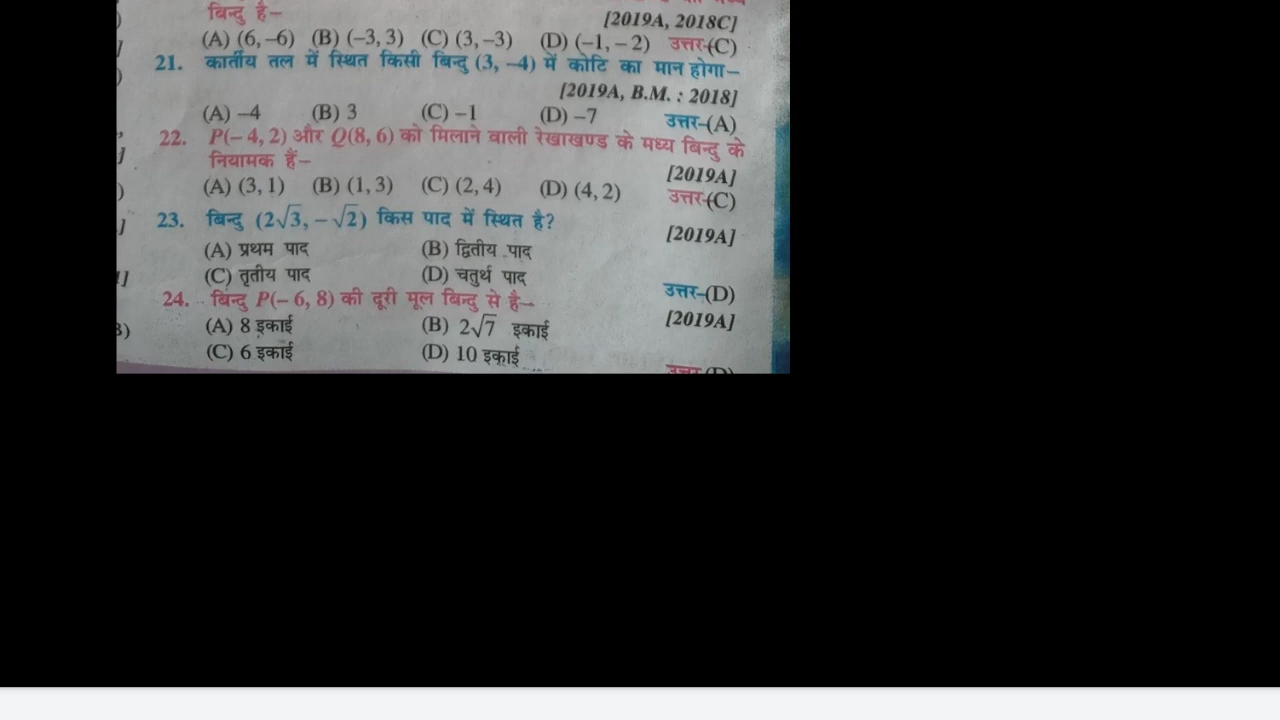 बिन्दु है–
[2019A, 2018C]
(A) (6, –6) (B) (–3, 3) (C) (3, –3) (D) (–1, – 2) उत्तर–(C)
21. कार्तीय तल में स्थित किसी बिन्दु (3, –4) में कोटि का मान होगा–
[2019A, B.M. : 2018]
(A) –4 (B) 3 (C) –1 (D) –7 उत्तर–(A)
22. P(– 4, 2) और Q(8, 6) को मिलाने वाली रेखाखण्ड के मध्य बिन्दु के
नियामक हैं– [2019A]
(A) (3, 1) (B) (1, 3) (C) (2, 4) (D) (4, 2) उत्तर–(C)
23. बिन्दु (2√3, – √2) किस पाद में स्थित है? [2019A]
(A) प्रथम पाद (B) द्वितीय पाद
(C) तृतीय पाद (D) चतुर्थ पाद उत्तर–(D)
24. बिन्दु P(– 6, 8) की दूरी मूल बिन्दु से है– [2019A]
(A) 8 इकाई (B) 2√7 इकाई
(C) 6 इकाई (D) 10 इकाई